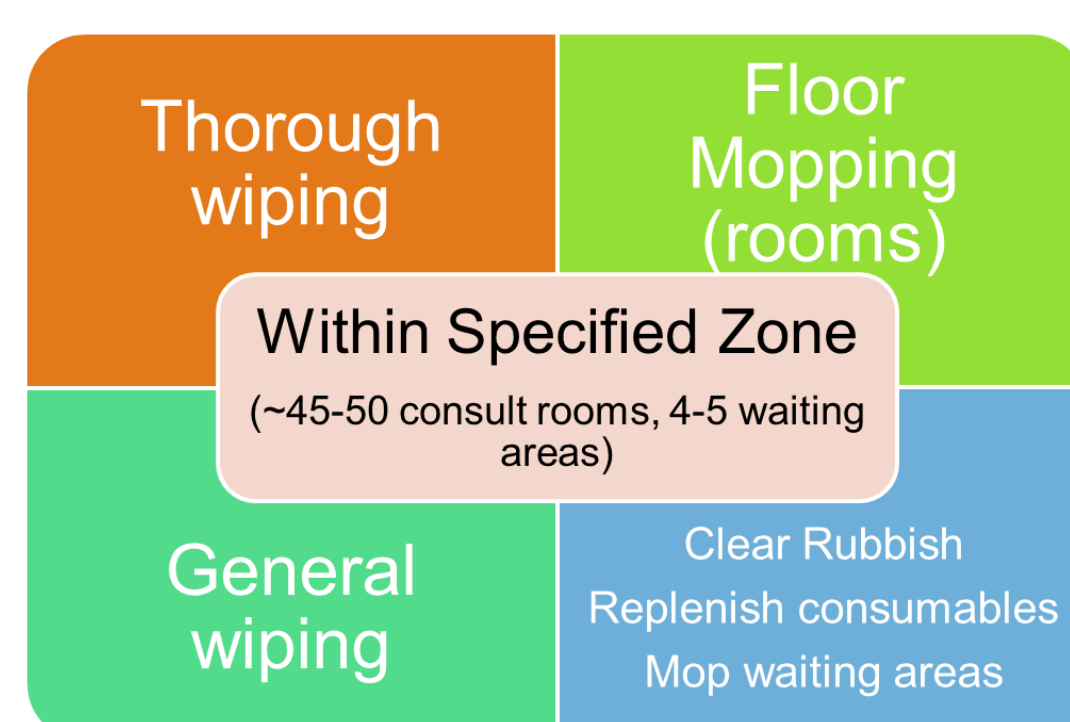 Thorough
wiping
Floor
Mopping
(rooms)
Within Specified Zone
(~45-50 consult rooms, 4-5 waiting
areas)
General
wiping
Clear Rubbish
Replenish consumables
Mop waiting areas